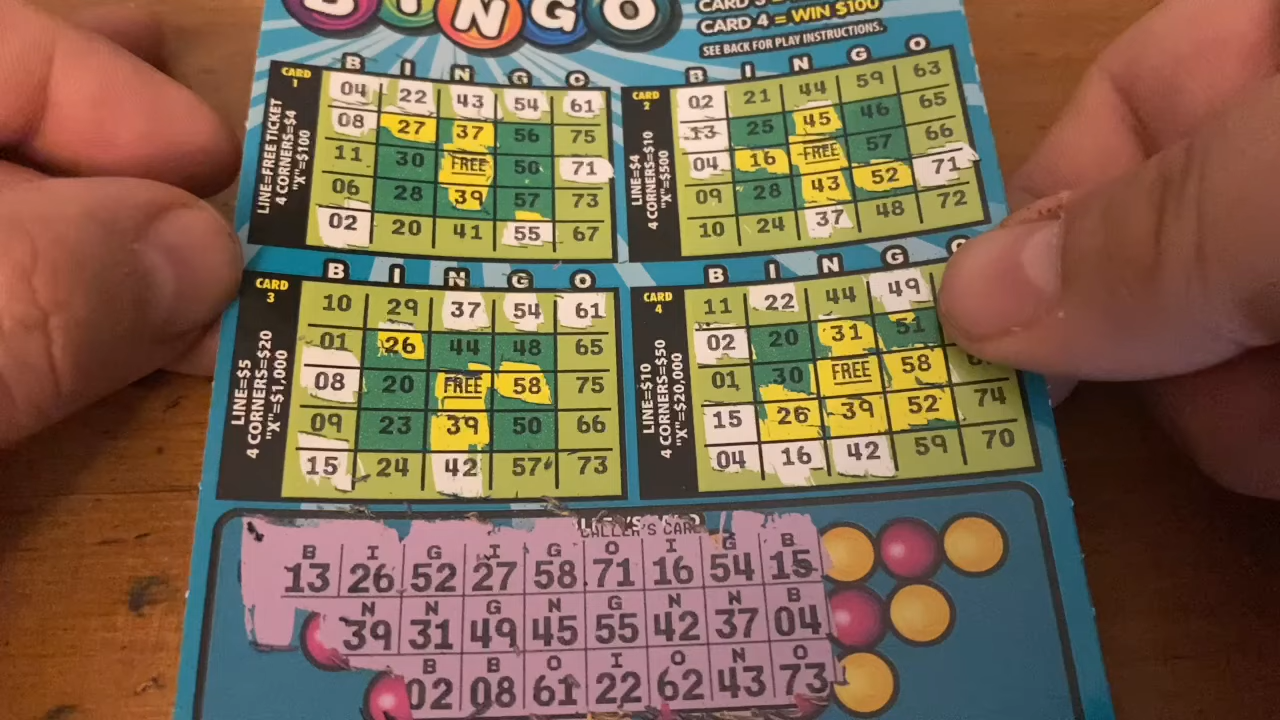 BINGO
CARD 4 = WIN $100
SEE BACK FOR PLAY INSTRUCTIONS.
CARD 1
LINE=FREE TICKET
4 CORNERS=$4
"X"=$100
B I N G O
04 22 43 54 61
08 27 37 56 75
11 30 FREE 50 71
06 28 39 57 73
02 20 41 55 67
CARD 2
LINE=$4
4 CORNERS=$10
"X"=$500
B I N G O
02 21 44 59 63
13 25 45 46 65
04 16 FREE 57 66
09 28 43 52 71
10 24 37 48 72
CARD 3
LINE=$5
4 CORNERS=$20
"X"=$1,000
B I N G O
10 29 37 54 61
01 26 44 48 65
08 20 FREE 58 75
09 23 39 50 66
15 24 42 57 73
CARD 4
LINE=$10
4 CORNERS=$50
"X"=$20,000
B I N G
11 22 44 49
02 20 31 51
01 30 FREE 58
15 26 39 52 74
04 16 42 59 70
CALLER'S CARD
B I G I G O I G B
13 26 52 27 58 71 16 54 15
N N G N G N N B
39 31 49 45 55 42 37 04
B B O I O N O
02 08 61 22 62 43 73